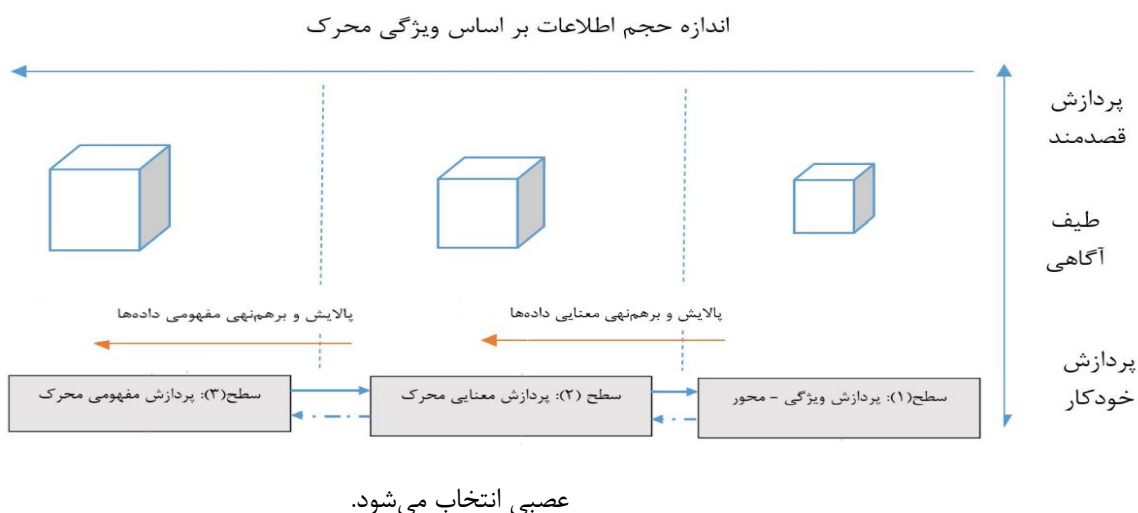 اندازه حجم اطلاعات بر اساس ویژگی محرک
پردازش
قصدمند
طیف
آگاهی
پردازش
خودکار
پالایش و برهم‌نهی معنایی داده‌ها
پالایش و برهم‌نهی مفهومی داده‌ها
سطح(۱): پردازش ویژگی - محور
سطح (۲): پردازش معنایی محرک
سطح(۳): پردازش مفهومی محرک
عصبی انتخاب می‌شود.